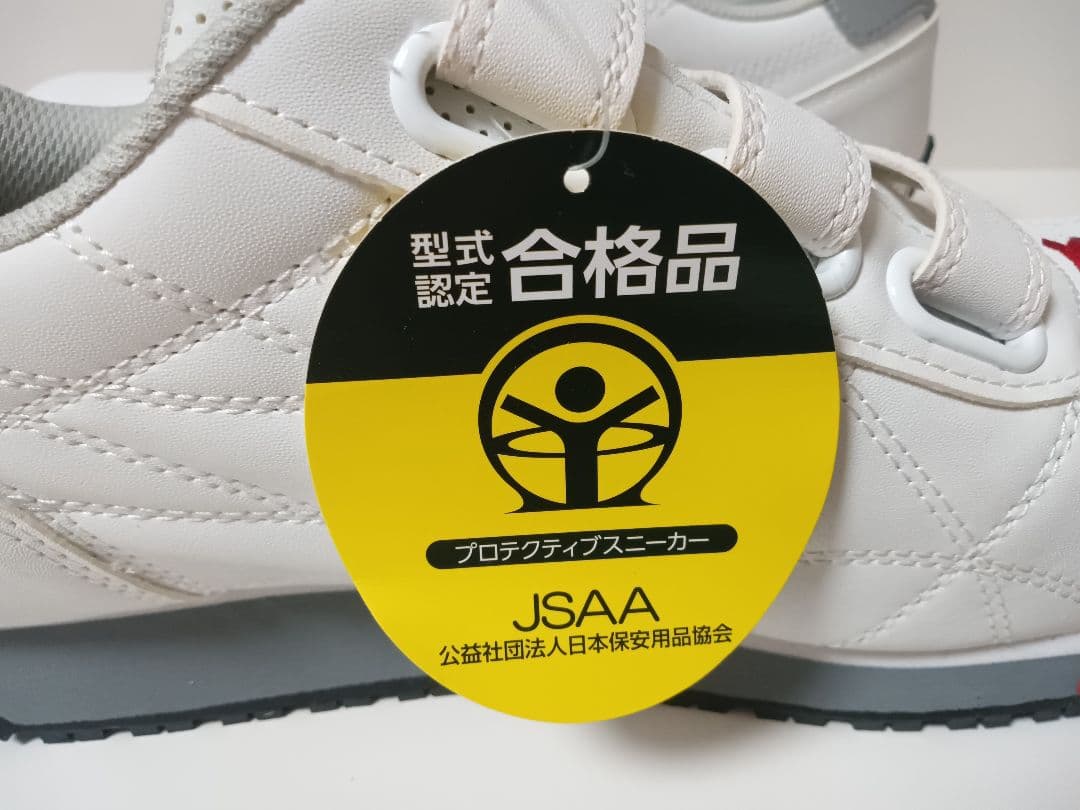 型式
認定 合格品
プロテクティブスニーカー
JSAA
公益社団法人日本保安用品協会